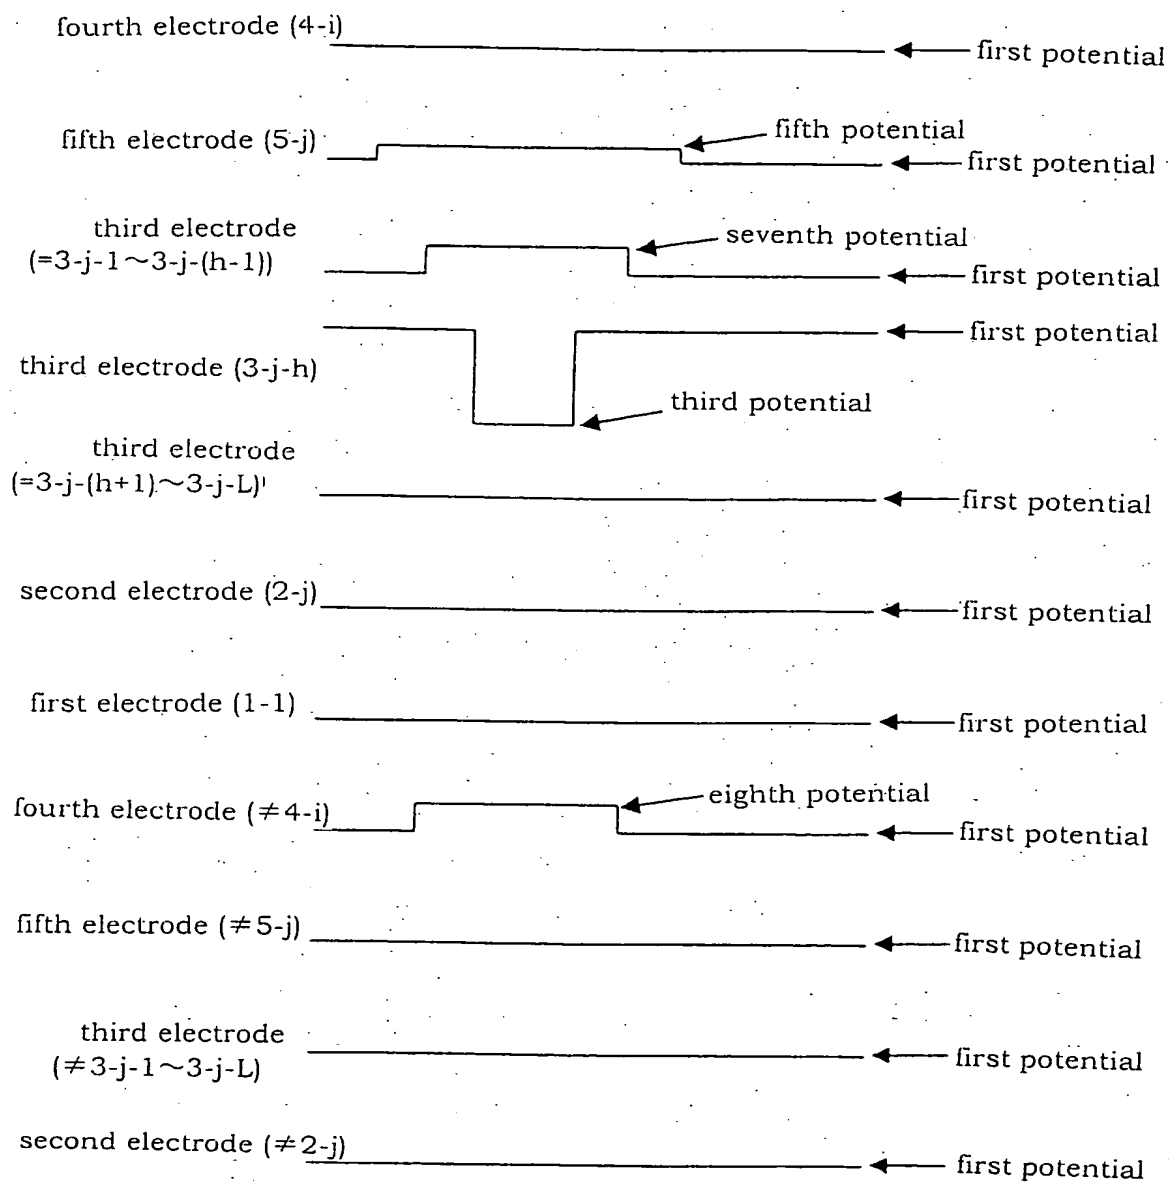 fourth electrode (4-i)
first potential
fifth electrode (5-j)
fifth potential
first potential
third electrode
(=3-j-1～3-j-(h-1))
seventh potential
first potential
first potential
third electrode (3-j-h)
third potential
third electrode
(=3-j-(h+1)～3-j-L)
first potential
second electrode (2-j)
first potential
first electrode (1-1)
first potential
fourth electrode (≠4-i)
eighth potential
first potential
fifth electrode (≠5-j)
first potential
third electrode
(≠3-j-1～3-j-L)
first potential
second electrode (≠2-j)
first potential